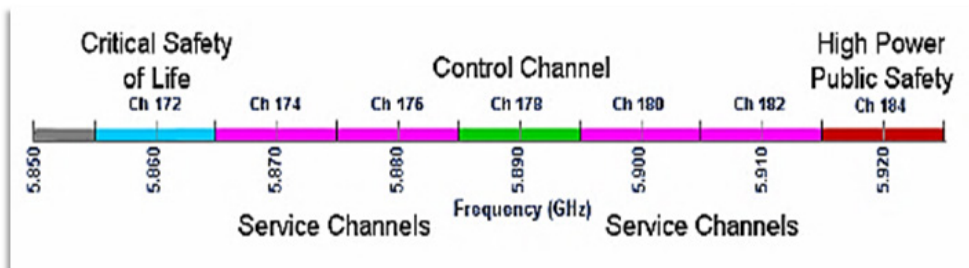 Critical Safety
of Life
Control Channel
High Power
Public Safety
Ch 172
Ch 174
Ch 176
Ch 178
Ch 180
Ch 182
Ch 184
5.850
5.860
5.870
5.880
5.890
5.900
5.910
5.920
Frequency (GHz)
Service Channels
Service Channels